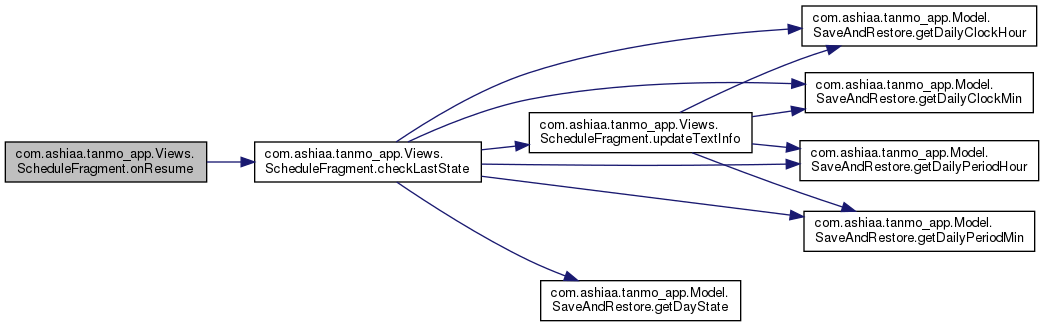 com.ashiaa.tanmo_app.Views.
ScheduleFragment.onResume
com.ashiaa.tanmo_app.Views.
ScheduleFragment.checkLastState
com.ashiaa.tanmo_app.Views.
ScheduleFragment.updateTextInfo
com.ashiaa.tanmo_app.Model.
SaveAndRestore.getDailyClockHour
com.ashiaa.tanmo_app.Model.
SaveAndRestore.getDailyClockMin
com.ashiaa.tanmo_app.Model.
SaveAndRestore.getDailyPeriodHour
com.ashiaa.tanmo_app.Model.
SaveAndRestore.getDailyPeriodMin
com.ashiaa.tanmo_app.Model.
SaveAndRestore.getDayState